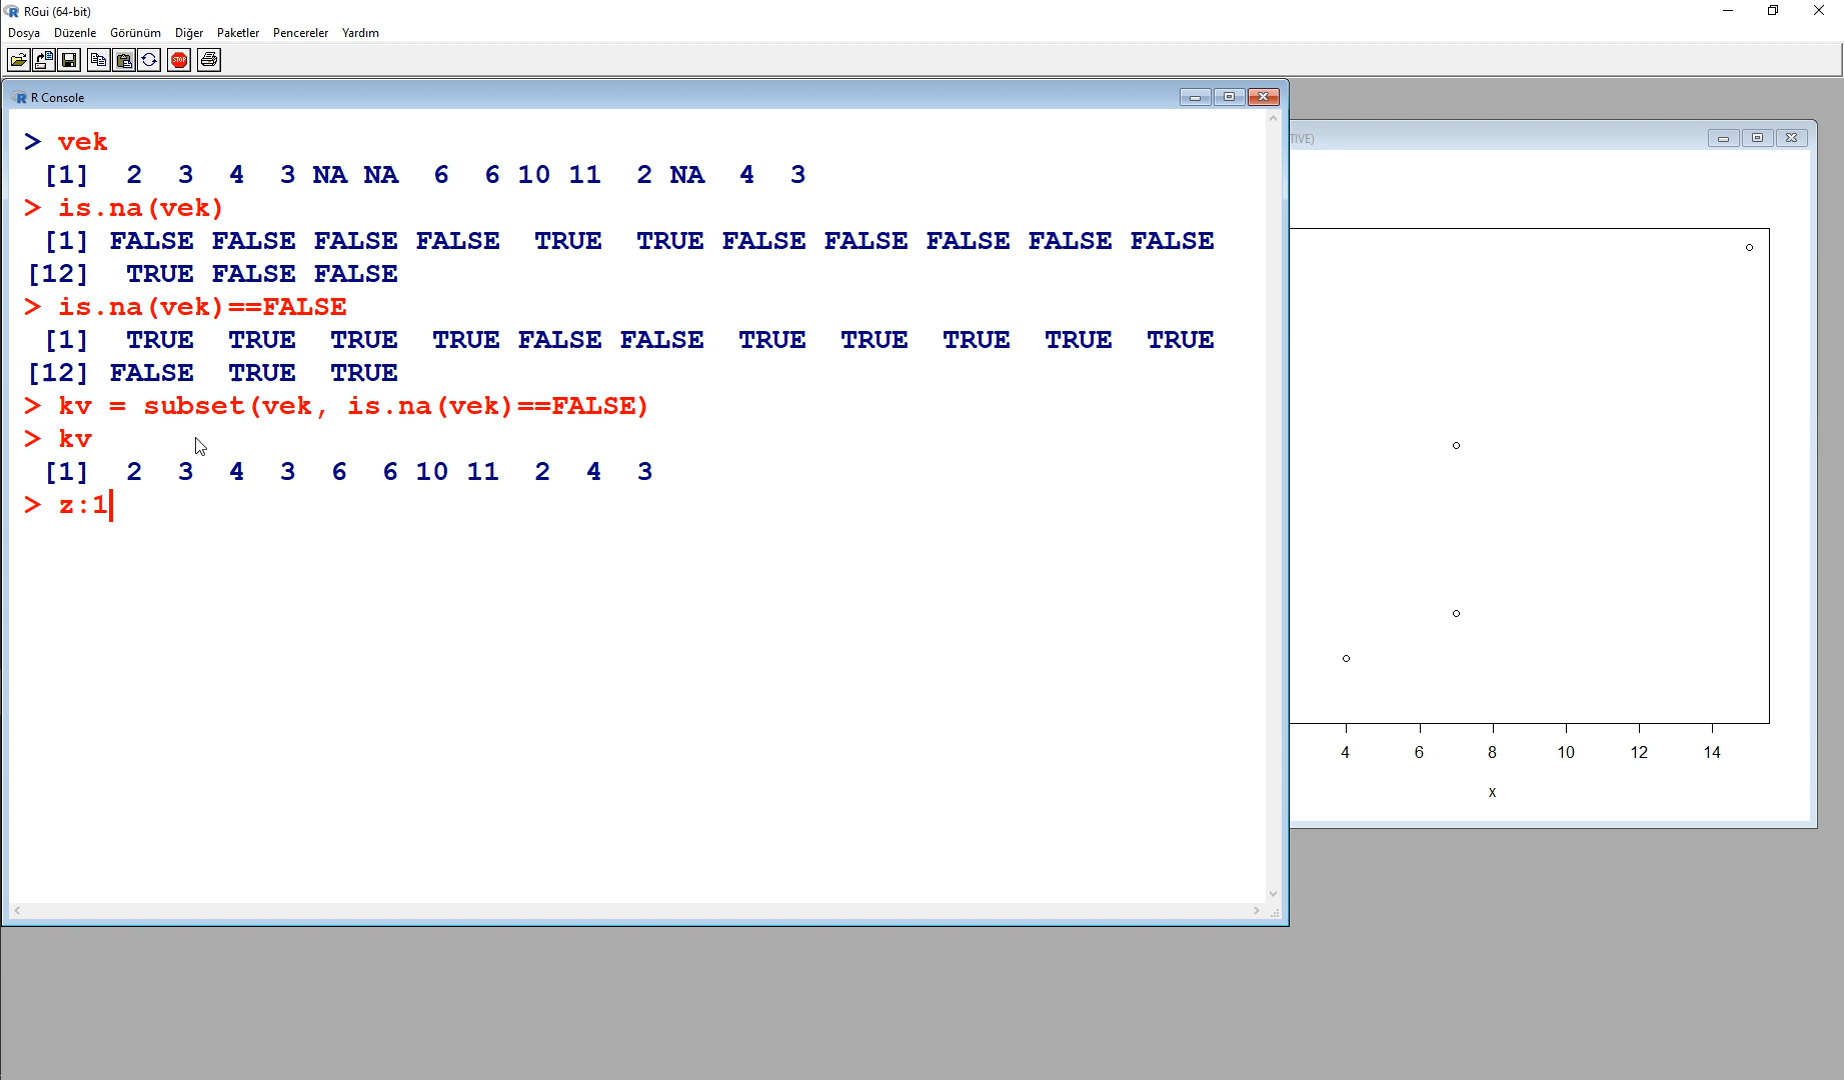 RGui (64-bit)
Dosya Düzenle Görünüm Diğer Paketler Pencereler Yardım
STOP
R Console
> vek
[1] 2 3 4 3 NA NA 6 6 10 11 2 NA 4 3
> is.na(vek)
[1] FALSE FALSE FALSE FALSE TRUE TRUE FALSE FALSE FALSE FALSE FALSE
[12] TRUE FALSE FALSE
> is.na(vek)==FALSE
[1] TRUE TRUE TRUE TRUE FALSE FALSE TRUE TRUE TRUE TRUE TRUE
[12] FALSE TRUE TRUE
> kv = subset(vek, is.na(vek)==FALSE)
> kv
[1] 2 3 4 3 6 6 10 11 2 4 3
> z:1
TIVE)
4 6 8 10 12 14
x